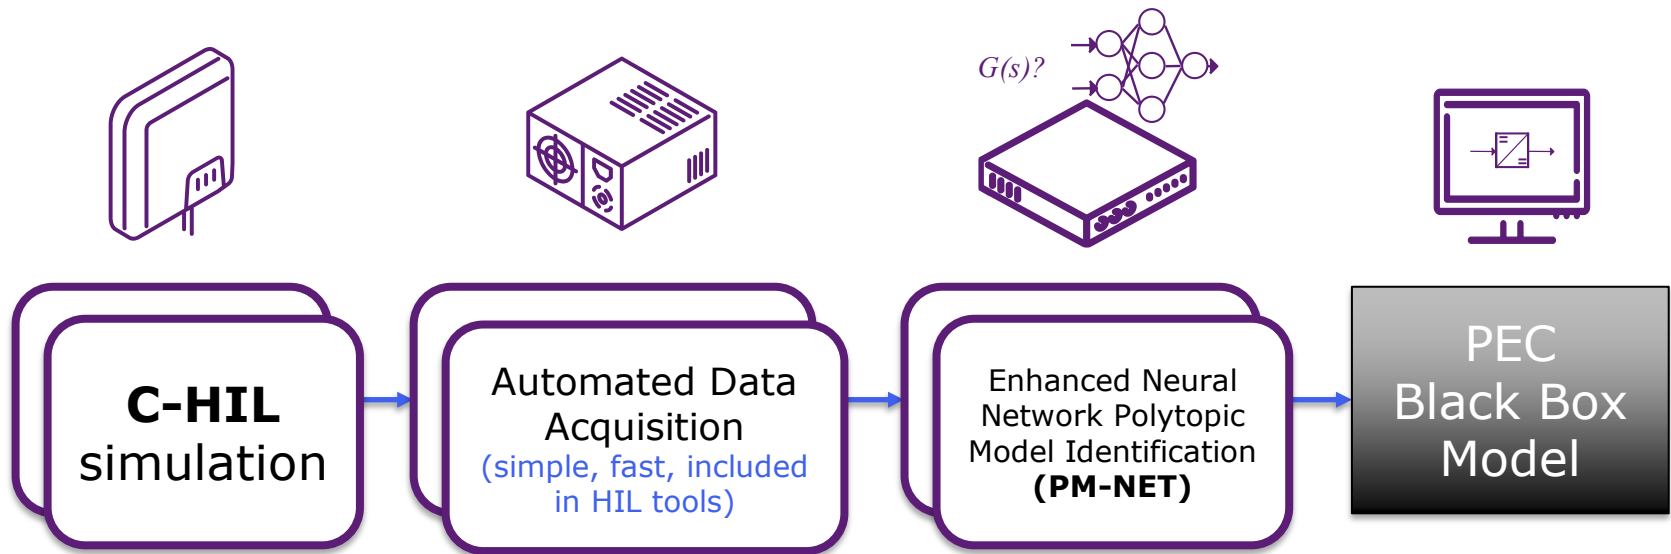 G(s)?
C-HIL
simulation
Automated Data
Acquisition
(simple, fast, included
in HIL tools)
Enhanced Neural
Network Polytopic
Model Identification
(PM-NET)
PEC
Black Box
Model